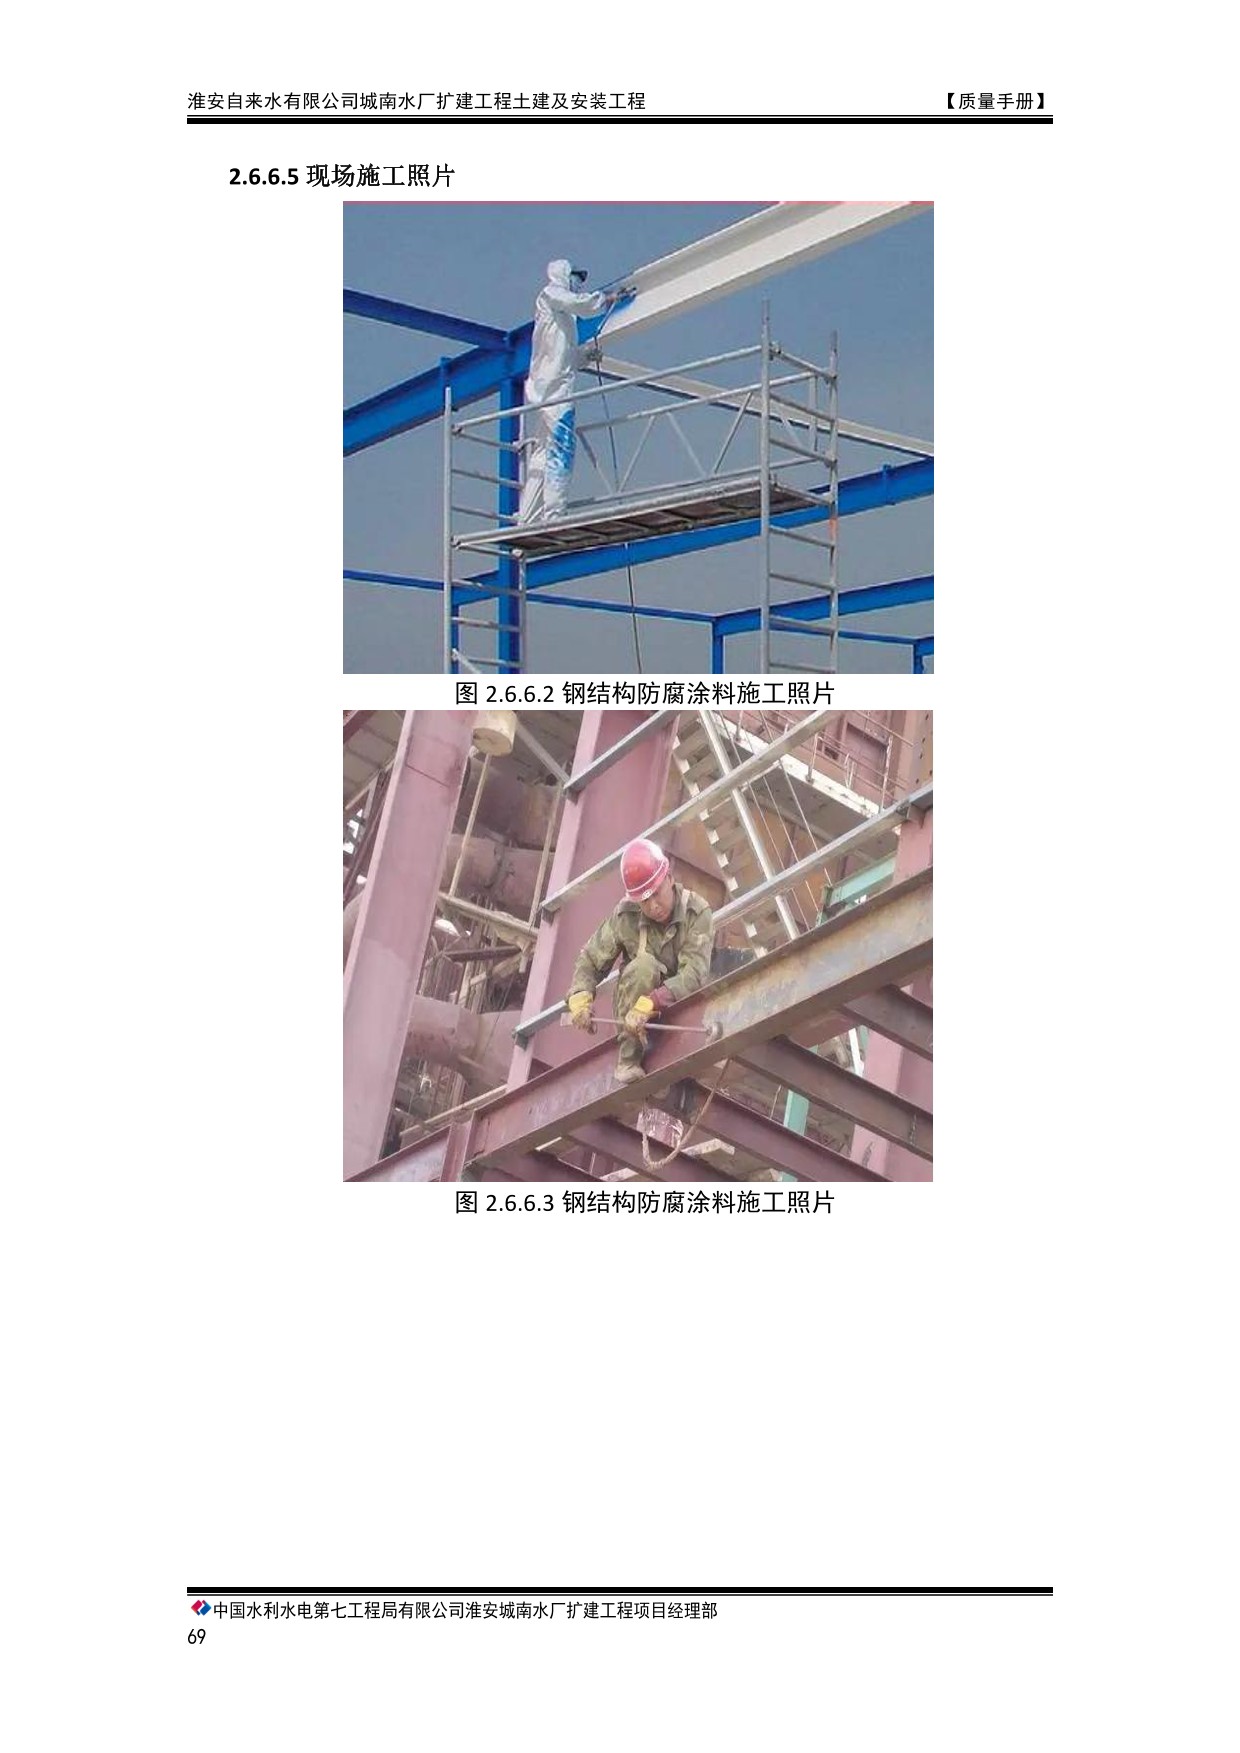 淮安自来水有限公司城南水厂扩建工程土建及安装工程 【质量手册】
2.6.6.5 现场施工照片
图 2.6.6.2 钢结构防腐涂料施工照片
图 2.6.6.3 钢结构防腐涂料施工照片
中国水利水电第七工程局有限公司淮安城南水厂扩建工程项目经理部
69